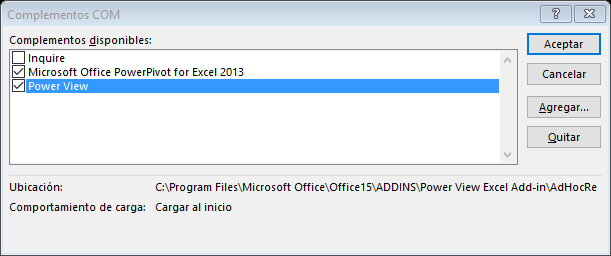 Complementos COM
Complementos disponibles:
Inquire
Microsoft Office PowerPivot for Excel 2013
Power View
Aceptar
Cancelar
Agregar...
Quitar
Ubicación: C:\Program Files\Microsoft Office\Office15\ADDINS\Power View Excel Add-in\AdHocRe
Comportamiento de carga: Cargar al inicio